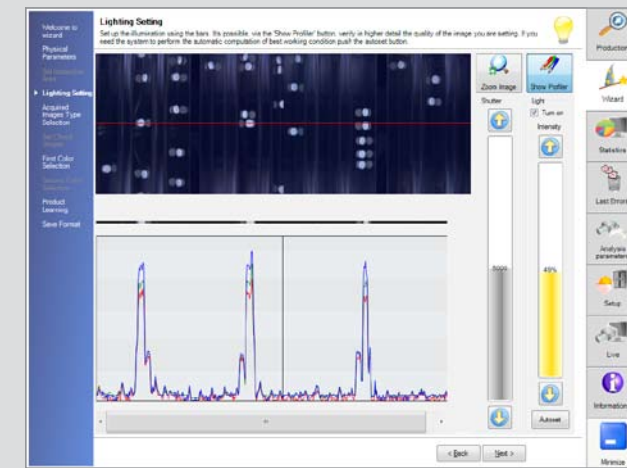 Lighting Setting
Set up the illumination using the bars. Its possible, via the 'Show Profiler' button, verify in higher detail the quality of the image you are setting. If you
need the system to perform the automatic computation of best working condition push the autoset button.
Welcome to
wizard
Physical
Parameters
Lighting Setting
Acquired
Images Type
Selection
First Color
Selection
Product
Learning
Save Format
Zoom Image
Show Profiler
Shutter
Light
Turn on
Intensity
5000
49%
Autoset
< Back
Next >
Production
Wizard
Statistics
Last Errors
Analysis
parameters
Setup
Live
Information
Minimize